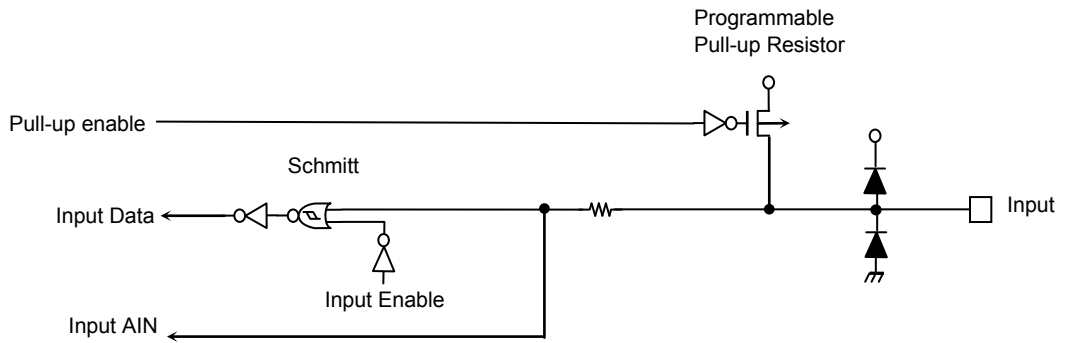 Programmable
Pull-up Resistor
Pull-up enable
Schmitt
Input Data
Input
Input Enable
Input AIN